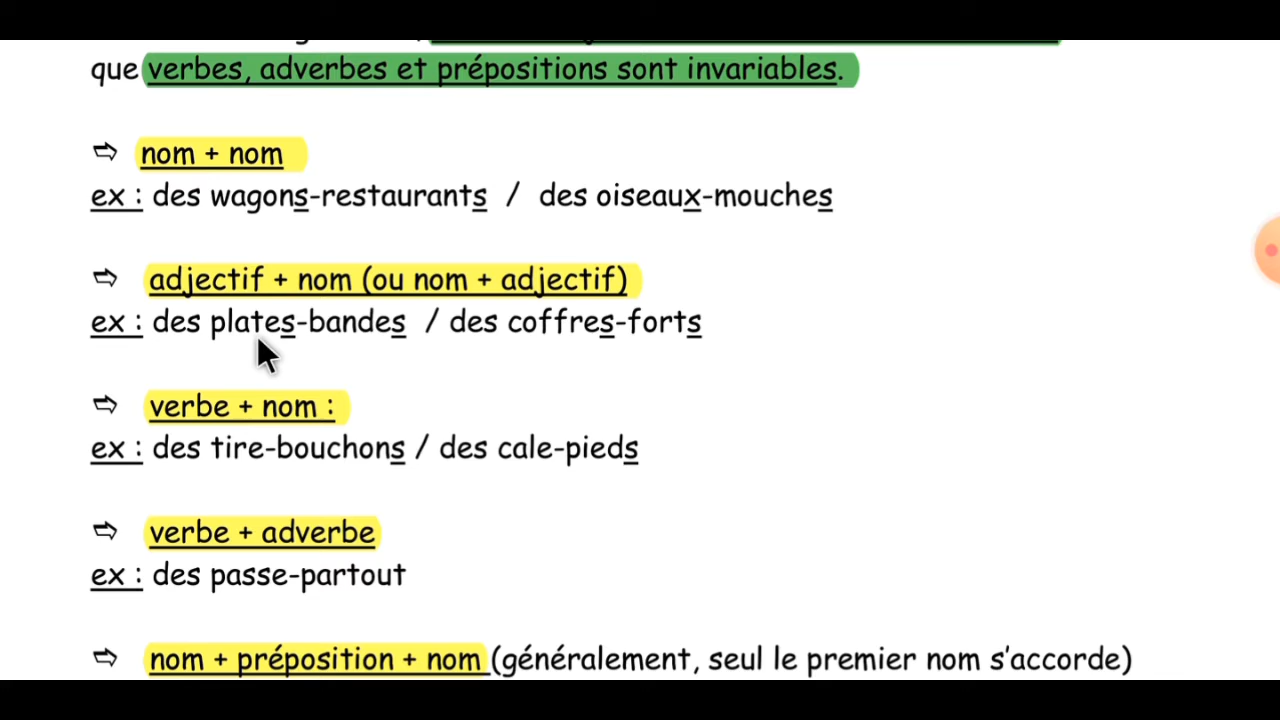 que verbes, adverbes et prépositions sont invariables.
⇨ nom + nom
ex : des wagons-restaurants / des oiseaux-mouches
⇨ adjectif + nom (ou nom + adjectif)
ex : des plates-bandes / des coffres-forts
⇨ verbe + nom :
ex : des tire-bouchons / des cale-pieds
⇨ verbe + adverbe
ex : des passe-partout
⇨ nom + préposition + nom (généralement, seul le premier nom s’accorde)